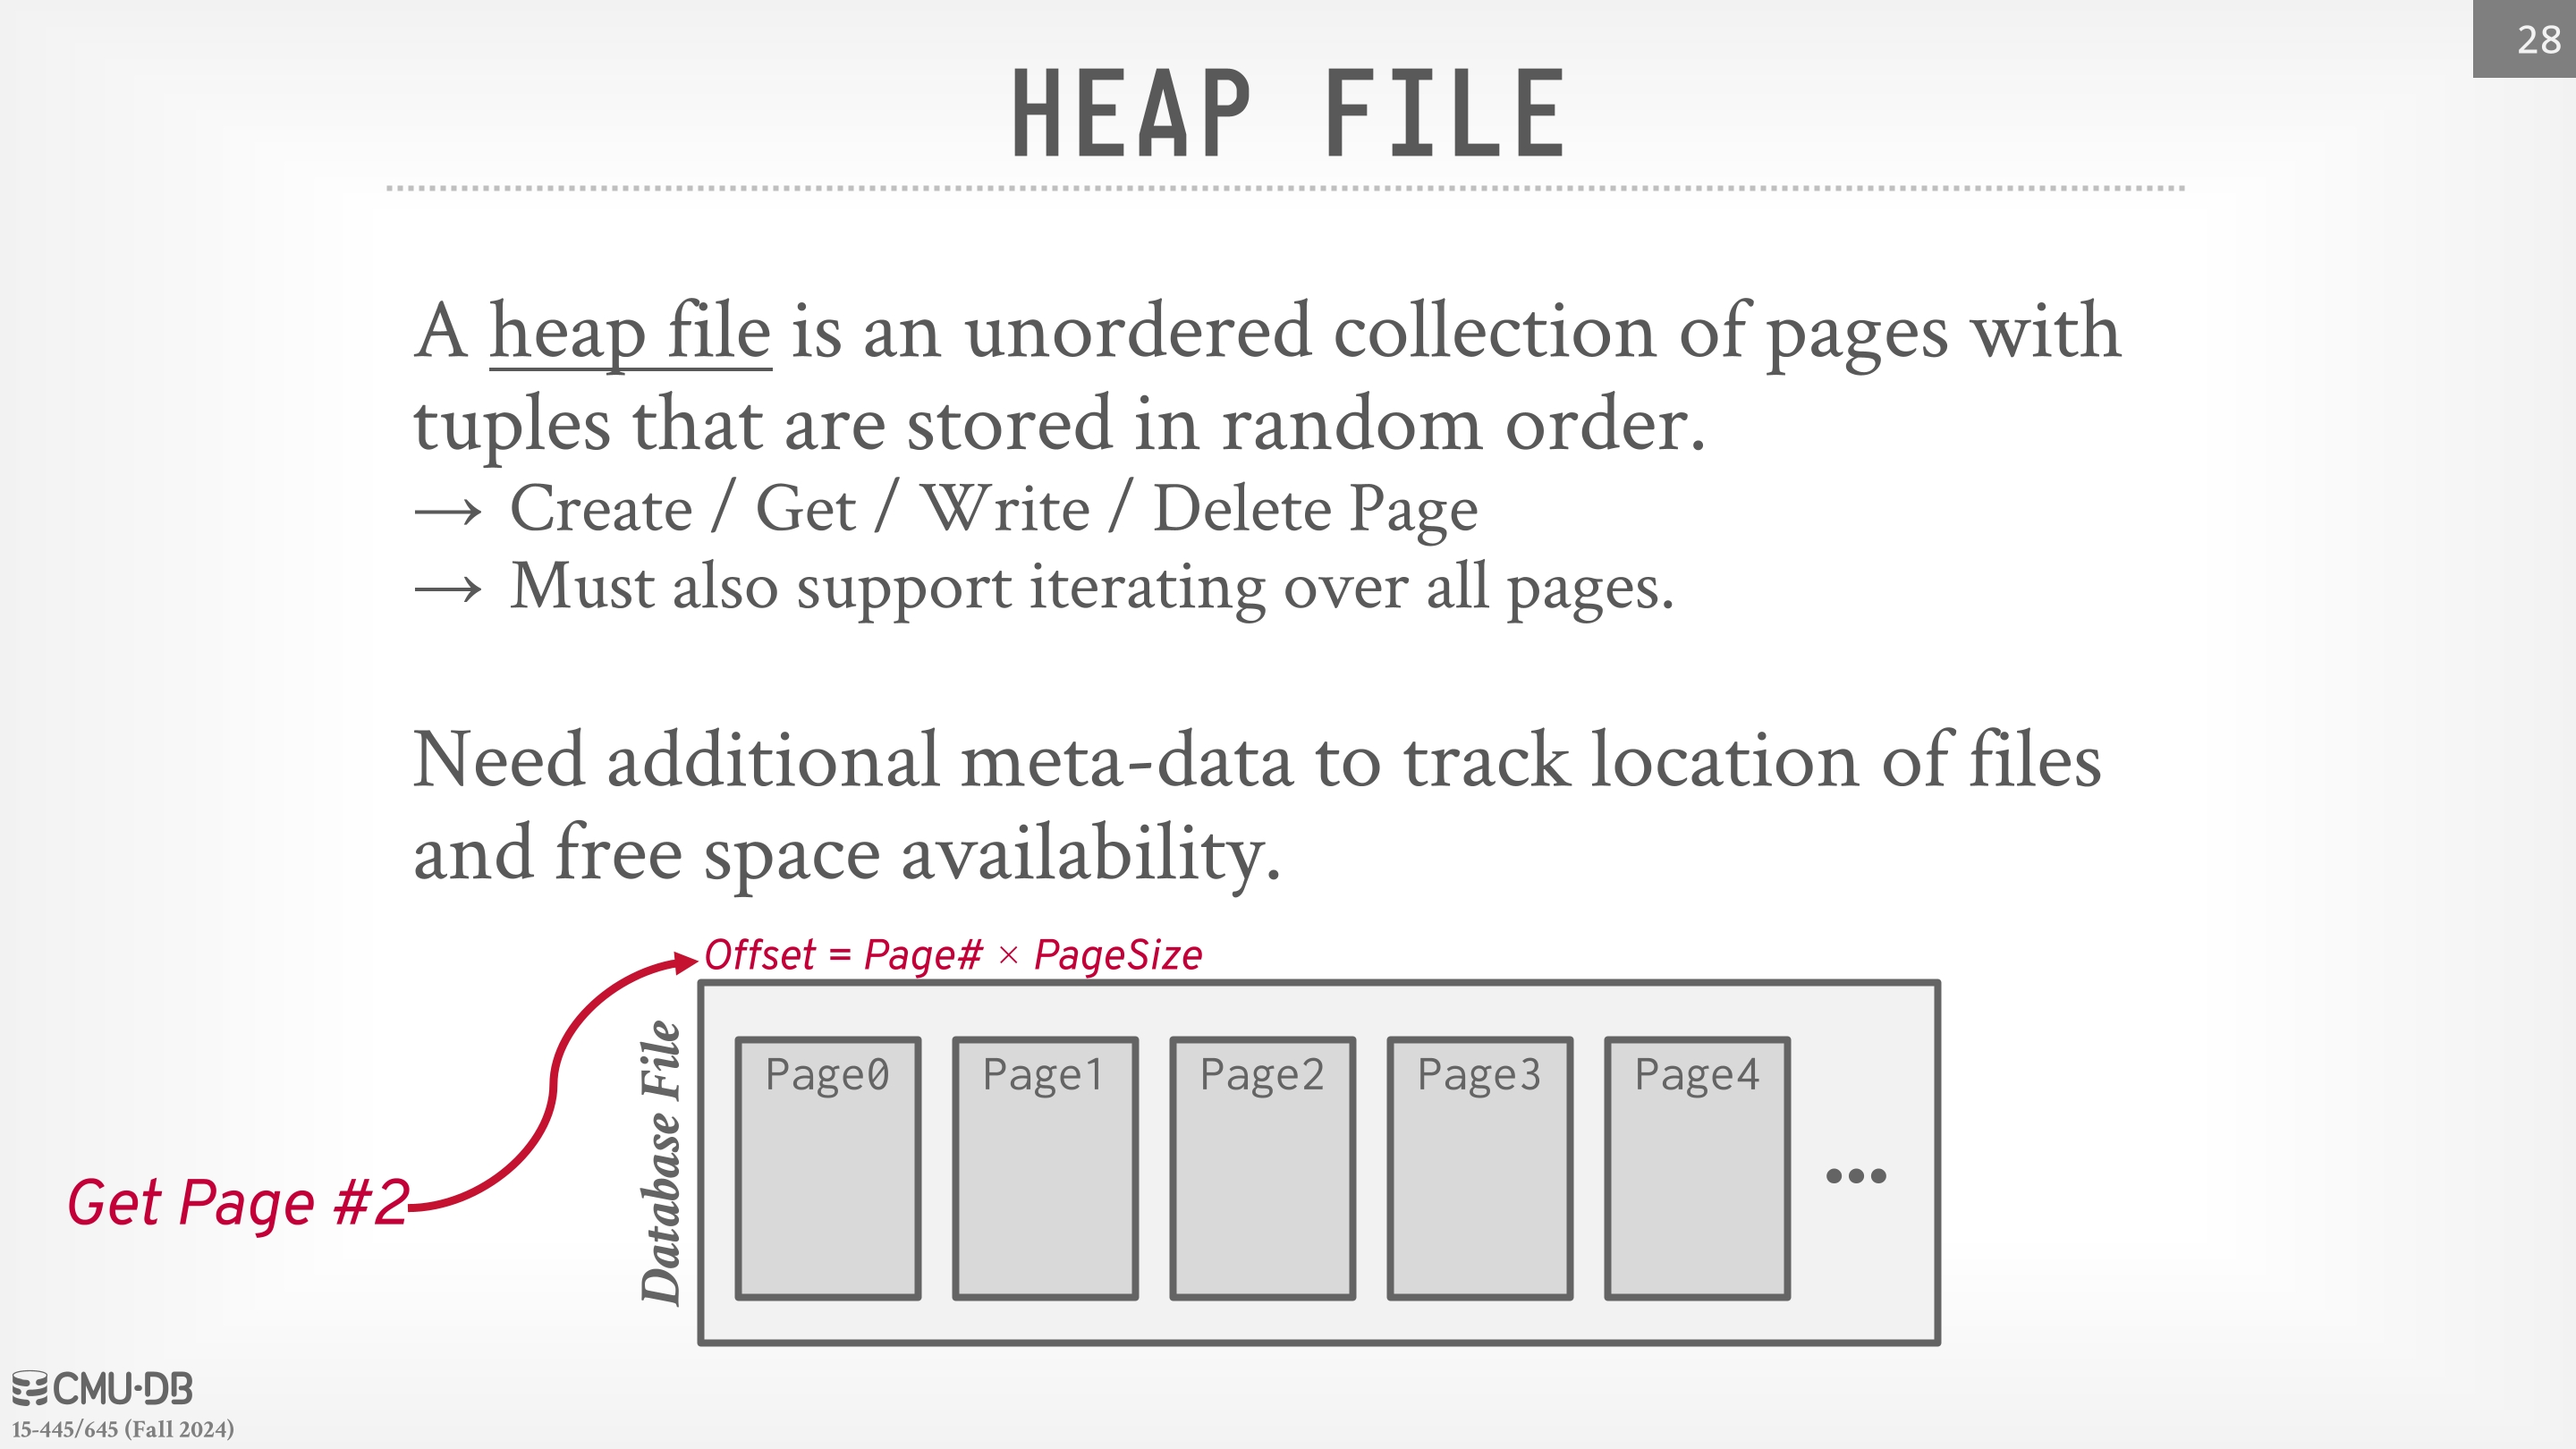 28
HEAP FILE
A heap file is an unordered collection of pages with
tuples that are stored in random order.
→ Create / Get / Write / Delete Page
→ Must also support iterating over all pages.
Need additional meta-data to track location of files
and free space availability.
Offset = Page# × PageSize
Get Page #2
Database File
Page0
Page1
Page2
Page3
Page4
•••
CMU·DB
15-445/645 (Fall 2024)